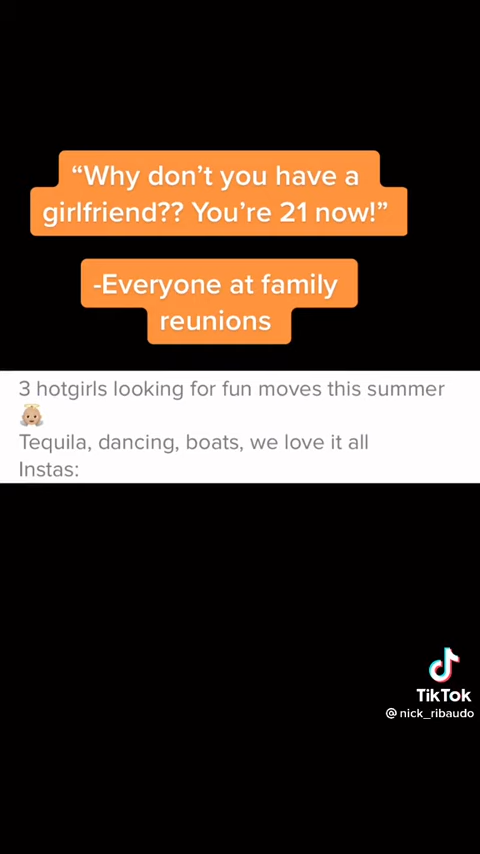 “Why don’t you have a
girlfriend?? You’re 21 now!”
-Everyone at family
reunions
3 hotgirls looking for fun moves this summer
👼🏼
Tequila, dancing, boats, we love it all
Instas:
TikTok
@nick_ribaudo